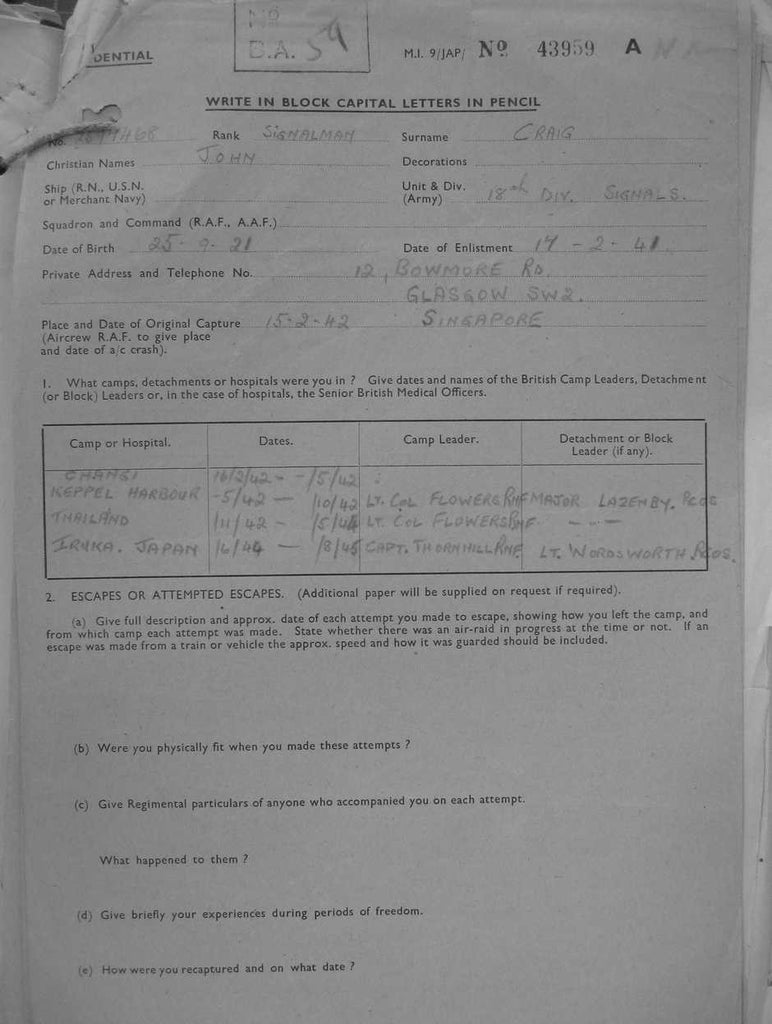 DENTIAL
D.A. 59
M.I. 9/JAP/ No 43959 A
WRITE IN BLOCK CAPITAL LETTERS IN PENCIL
No. Rank SIGNALMAN Surname CRAIG
Christian Names JOHN Decorations
Ship (R.N., U.S.N. or Merchant Navy) Unit & Div. (Army) 18th DIV. SIGNALS.
Squadron and Command (R.A.F., A.A.F.)
Date of Birth 25-9-21 Date of Enlistment 17-2-41
Private Address and Telephone No. 12, BOWMORE RD.
GLASGOW SW2.
Place and Date of Original Capture 15-2-42 SINGAPORE
(Aircrew R.A.F. to give place
and date of a/c crash).
1. What camps, detachments or hospitals were you in ? Give dates and names of the British Camp Leaders, Detachment
(or Block) Leaders or, in the case of hospitals, the Senior British Medical Officers.
Camp or Hospital. Dates. Camp Leader. Detachment or Block Leader (if any).
CHANGI 16/2/42 - -/5/42
KEPPEL HARBOUR -5/42 — /10/42 LT. COL FLOWERS RNF MAJOR LAZENBY. RCOS
THAILAND /11/42 - /5/44 LT. COL FLOWERS RNF - " -
IRUKA. JAPAN /6/44 — /8/45 CAPT. THORNHILL RNF LT. WORDSWORTH RCOS.
2. ESCAPES OR ATTEMPTED ESCAPES. (Additional paper will be supplied on request if required).
(a) Give full description and approx. date of each attempt you made to escape, showing how you left the camp, and
from which camp each attempt was made. State whether there was an air-raid in progress at the time or not. If an
escape was made from a train or vehicle the approx. speed and how it was guarded should be included.
(b) Were you physically fit when you made these attempts ?
(c) Give Regimental particulars of anyone who accompanied you on each attempt.
What happened to them ?
(d) Give briefly your experiences during periods of freedom.
(e) How were you recaptured and on what date ?